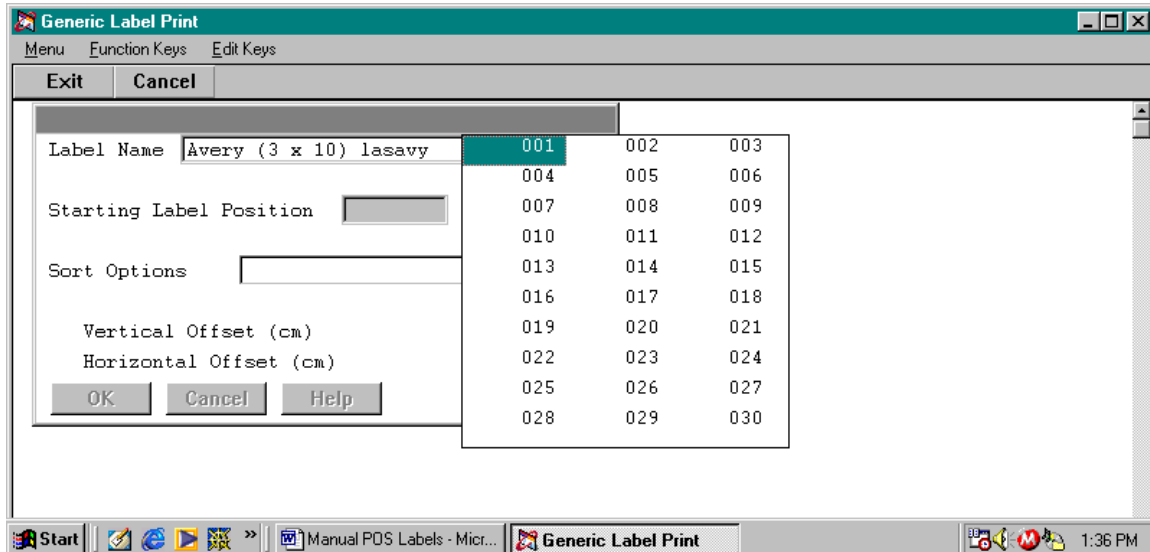 Generic Label Print
Menu Function Keys Edit Keys
Exit Cancel
Label Name Avery (3 x 10) lasavy
001 002 003
004 005 006
Starting Label Position 007 008 009
010 011 012
Sort Options 013 014 015
016 017 018
Vertical Offset (cm) 019 020 021
Horizontal Offset (cm) 022 023 024
OK Cancel Help 025 026 027
028 029 030
Start » Manual POS Labels - Micr... Generic Label Print 1:36 PM